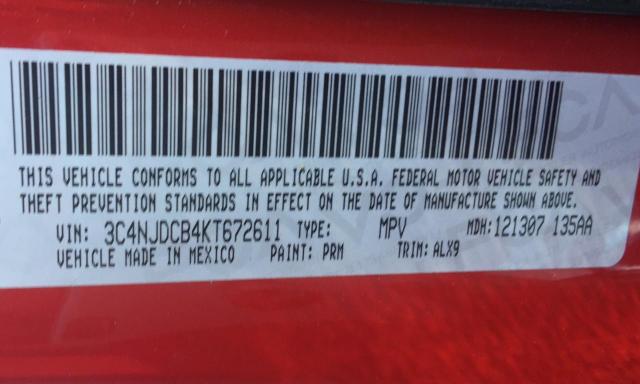 THIS VEHICLE CONFORMS TO ALL APPLICABLE U.S.A. FEDERAL MOTOR VEHICLE SAFETY AND
THEFT PREVENTION STANDARDS IN EFFECT ON THE DATE OF MANUFACTURE SHOWN ABOVE.
VIN: 3C4NJDCB4KT672611 TYPE: MPV MDH:121307 135AA
VEHICLE MADE IN MEXICO PAINT: PRM TRIM: ALX9